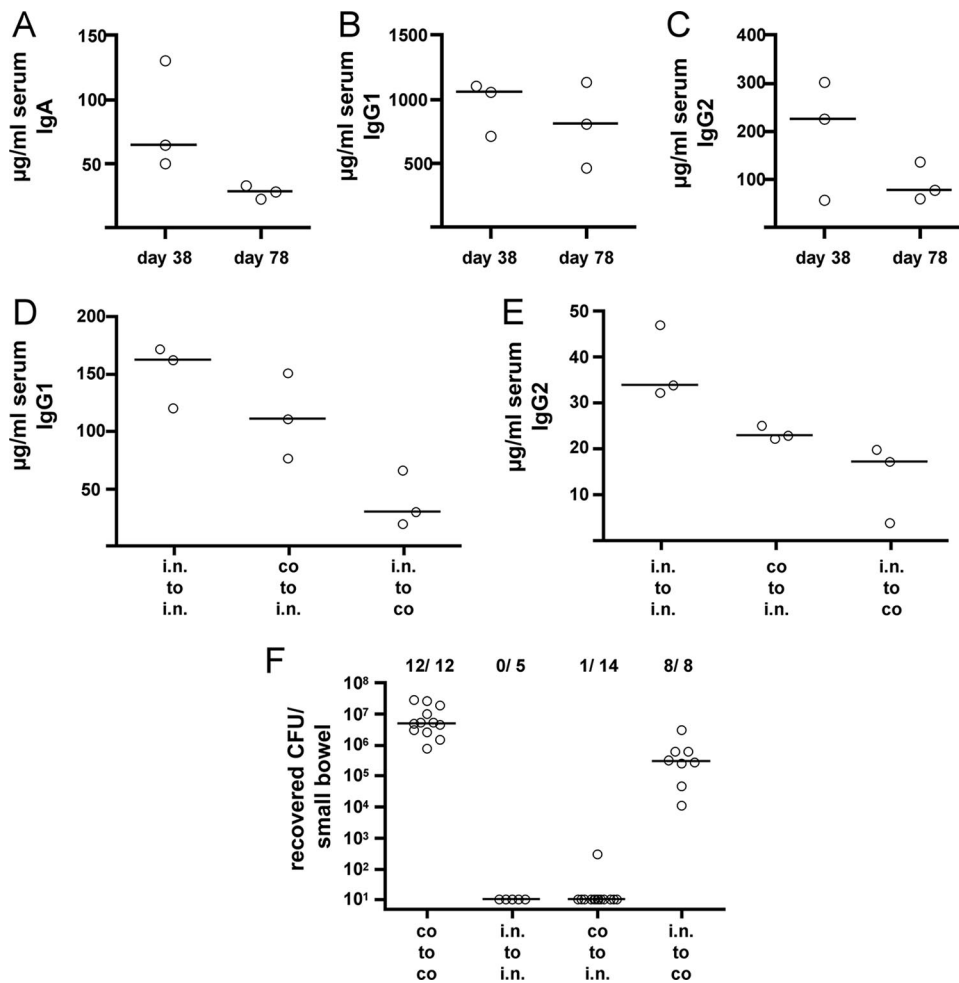 A
µg/ml serum
IgA
150
100
50
day 38
day 78
B
µg/ml serum
IgG1
1500
1000
500
day 38
day 78
C
µg/ml serum
IgG2
400
300
200
100
day 38
day 78
D
µg/ml serum
IgG1
200
150
100
50
i.n.
to
i.n.
co
to
i.n.
i.n.
to
co
E
µg/ml serum
IgG2
50
40
30
20
10
i.n.
to
i.n.
co
to
i.n.
i.n.
to
co
F
12/ 12
0/ 5
1/ 14
8/ 8
recovered CFU/
small bowel
10⁸
10⁷
10⁶
10⁵
10⁴
10³
10²
10¹
co
to
co
i.n.
to
i.n.
co
to
i.n.
i.n.
to
co